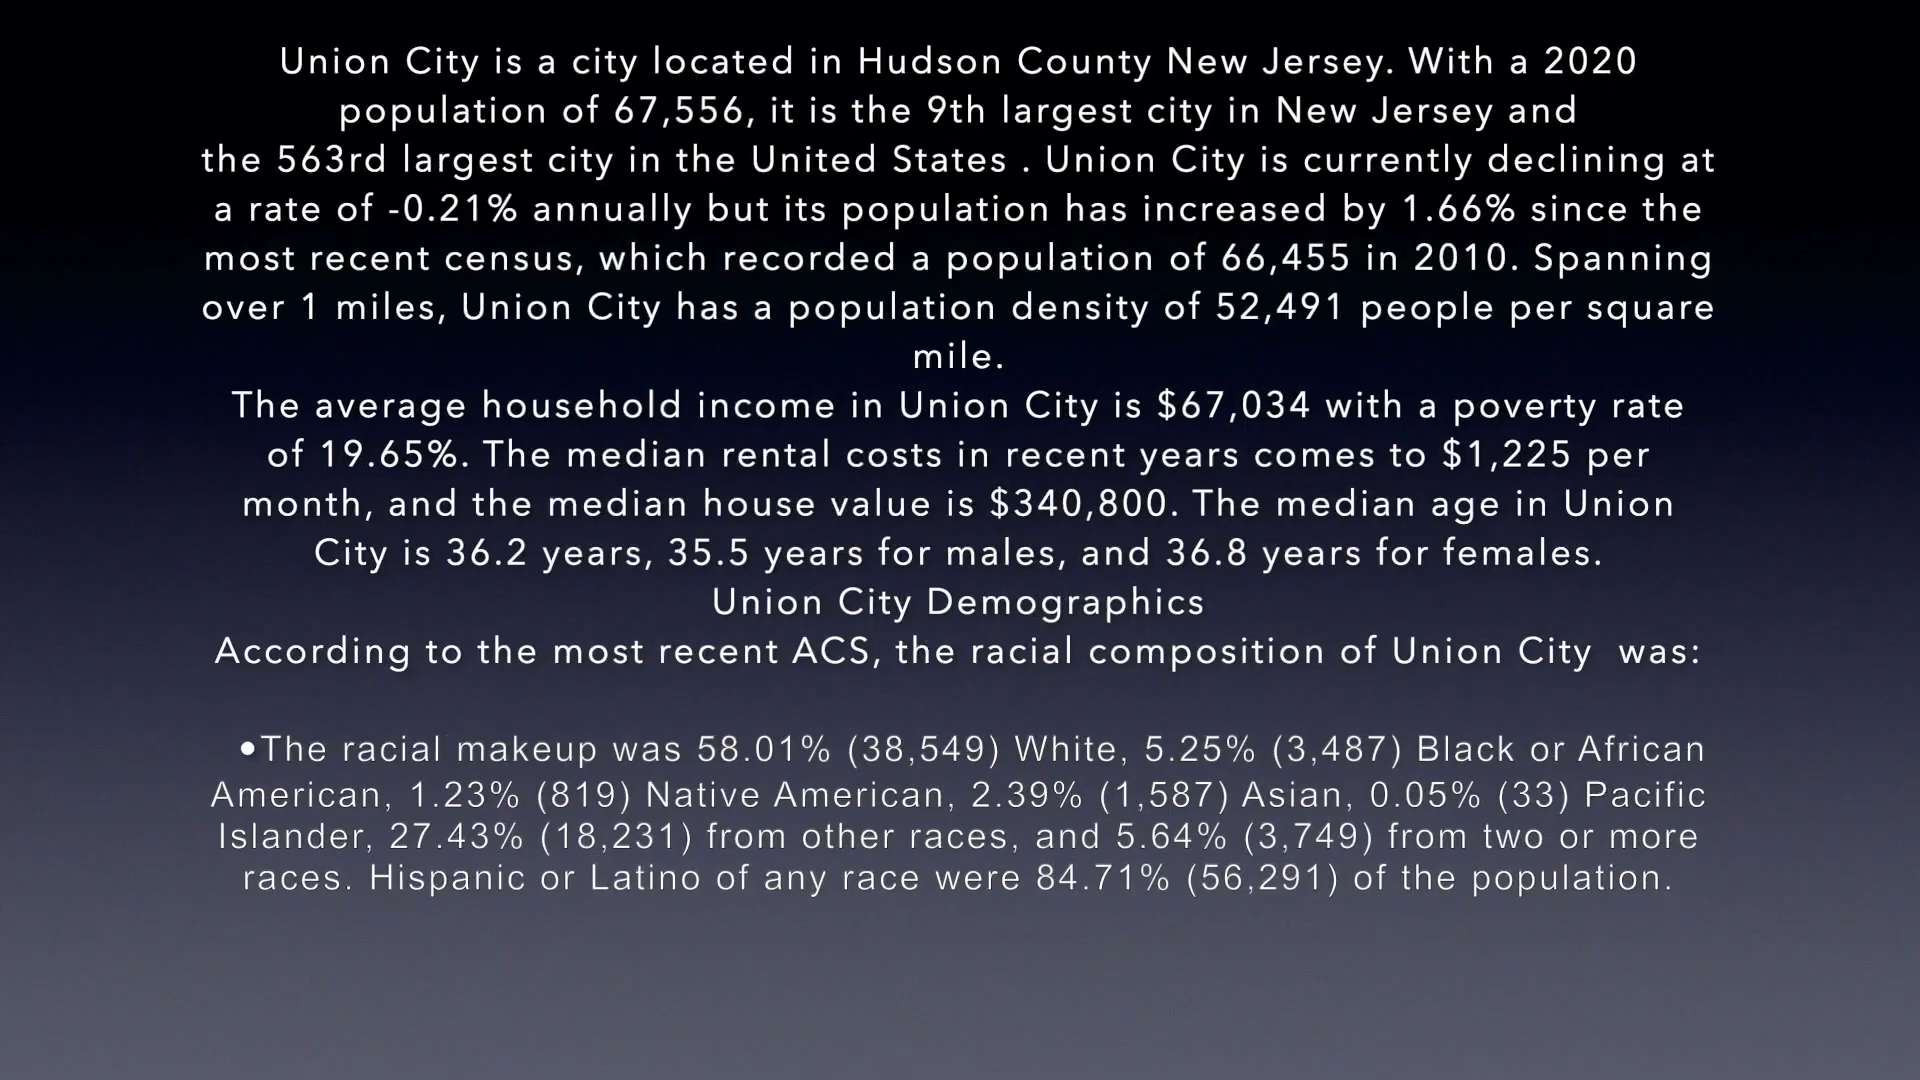 Union City is a city located in Hudson County New Jersey. With a 2020
population of 67,556, it is the 9th largest city in New Jersey and
the 563rd largest city in the United States . Union City is currently declining at
a rate of -0.21% annually but its population has increased by 1.66% since the
most recent census, which recorded a population of 66,455 in 2010. Spanning
over 1 miles, Union City has a population density of 52,491 people per square
mile.
The average household income in Union City is $67,034 with a poverty rate
of 19.65%. The median rental costs in recent years comes to $1,225 per
month, and the median house value is $340,800. The median age in Union
City is 36.2 years, 35.5 years for males, and 36.8 years for females.
Union City Demographics
According to the most recent ACS, the racial composition of Union City  was:
•The racial makeup was 58.01% (38,549) White, 5.25% (3,487) Black or African
American, 1.23% (819) Native American, 2.39% (1,587) Asian, 0.05% (33) Pacific
Islander, 27.43% (18,231) from other races, and 5.64% (3,749) from two or more
races. Hispanic or Latino of any race were 84.71% (56,291) of the population.